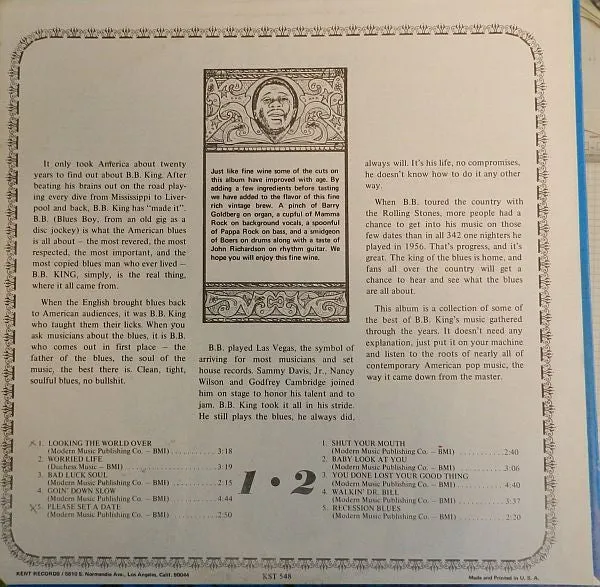 It only took America about twenty
years to find out about B.B. King. After
beating his brains out on the road play-
ing every dive from Mississippi to Liver-
pool and back, B.B. King has "made it".
B.B. (Blues Boy, from an old gig as a
disc jockey) is what the American blues
is all about – the most revered, the most
respected, the most important, and the
most copied blues man who ever lived –
B.B. KING, simply, is the real thing,
where it all came from.
When the English brought blues back
to American audiences, it was B.B. King
who taught them their licks. When you
ask musicians about the blues, it is B.B.
who comes out in first place – the
father of the blues, the soul of the
music, the best there is. Clean, tight,
soulful blues, no bullshit.
Just like fine wine some of the cuts on
this album have improved with age. By
adding a few ingredients before tasting
we have added to the flavor of this fine
rich vintage brew. A pinch of Barry
Goldberg on organ, a cupful of Mamma
Rock on background vocals, a spoonful
of Pappa Rock on bass, and a smidgeon
of Boers on drums along with a taste of
John Richardson on rhythm guitar. We
hope you will enjoy this fine wine.
B.B. played Las Vegas, the symbol of
arriving for most musicians and set
house records. Sammy Davis, Jr., Nancy
Wilson and Godfrey Cambridge joined
him on stage to honor his talent and to
jam. B.B. King took it all in his stride.
He still plays the blues, he always did,
always will. It's his life, no compromises,
he doesn't know how to do it any other
way.
When B.B. toured the country with
the Rolling Stones, more people had a
chance to get into his music on those
few dates than in all 342 one nighters he
played in 1956. That's progress, and it's
great. The king of the blues is home, and
fans all over the country will get a
chance to hear and see what the blues
are all about.
This album is a collection of some of
the best of B.B. King's music gathered
through the years. It doesn't need any
explanation, just put it on your machine
and listen to the roots of nearly all of
contemporary American pop music, the
way it came down from the master.
1. LOOKING THE WORLD OVER
(Modern Music Publishing Co. – BMI) . . . . . . . . . . 3:18
2. WORRIED LIFE
(Duchess Music – BMI) . . . . . . . . . . 3:19
3. BAD LUCK SOUL
(Modern Music Publishing Co. – BMI) . . . . . . . . . . 2:15
4. GOIN' DOWN SLOW
(Modern Music Publishing Co. – BMI) . . . . . . . . . . 4:44
5. PLEASE SET A DATE
(Modern Music Publishing Co. – BMI) . . . . . . . . . . 2:50
1 • 2
1. SHUT YOUR MOUTH
(Modern Music Publishing Co. – BMI) . . . . . . . . . . 2:40
2. BABY LOOK AT YOU
(Modern Music Publishing Co. – BMI) . . . . . . . . . . 3:06
3. YOU DONE LOST YOUR GOOD THING
(Modern Music Publishing Co. – BMI) . . . . . . . . . . 4:40
4. WALKIN' DR. BILL
(Modern Music Publishing Co. – BMI) . . . . . . . . . . 3:37
5. RECESSION BLUES
(Modern Music Publishing Co. – BMI) . . . . . . . . . . 2:20
KENT RECORDS / 5810 S. Normandie Ave., Los Angeles, Calif. 90044
KST 548
Made and Printed in U. S. A.